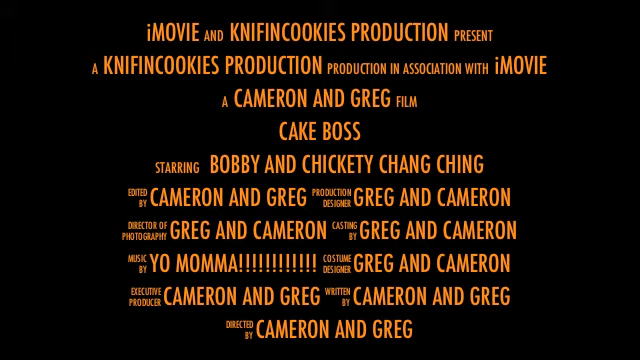 iMOVIE AND KNIFINCOOKIES PRODUCTION PRESENT
A KNIFINCOOKIES PRODUCTION PRODUCTION IN ASSOCIATION WITH iMOVIE
A CAMERON AND GREG FILM
CAKE BOSS
STARRING BOBBY AND CHICKETY CHANG CHING
EDITED BY CAMERON AND GREG PRODUCTION DESIGNER GREG AND CAMERON
DIRECTOR OF PHOTOGRAPHY GREG AND CAMERON CASTING BY GREG AND CAMERON
MUSIC BY YO MOMMA!!!!!!!!!!!! COSTUME DESIGNER GREG AND CAMERON
EXECUTIVE PRODUCER CAMERON AND GREG WRITTEN BY CAMERON AND GREG
DIRECTED BY CAMERON AND GREG